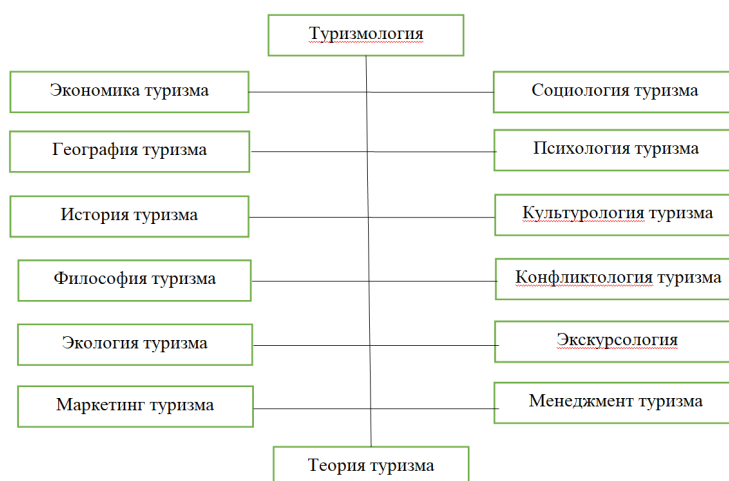 Туризмология
Экономика туризма
Социология туризма
География туризма
Психология туризма
История туризма
Культурология туризма
Философия туризма
Конфликтология туризма
Экология туризма
Экскурсология
Маркетинг туризма
Менеджмент туризма
Теория туризма